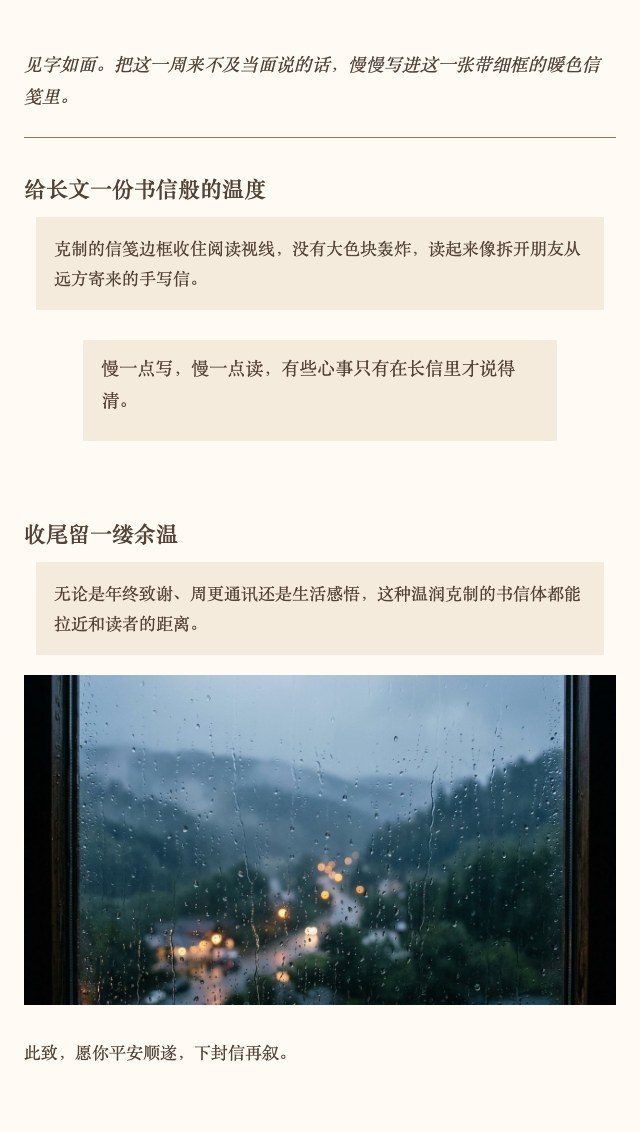 见字如面。把这一周来不及当面说的话，慢慢写进这一张带细框的暖色信
笺里。
给长文一份书信般的温度
克制的信笺边框收住阅读视线，没有大色块轰炸，读起来像拆开朋友从
远方寄来的手写信。
慢一点写，慢一点读，有些心事只有在长信里才说得
清。
收尾留一缕余温
无论是年终致谢、周更通讯还是生活感悟，这种温润克制的书信体都能
拉近和读者的距离。
此致，愿你平安顺遂，下封信再叙。